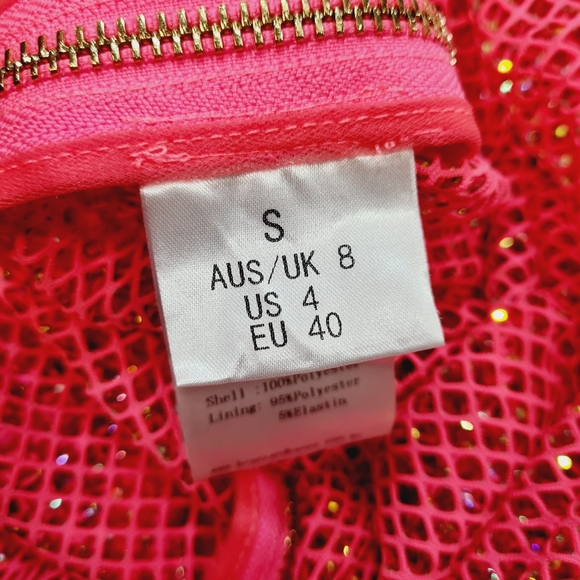 S
AUS/UK 8
US 4
EU 40
Shell :100%Polyester
Lining: 95%Polyester
5%Elastin